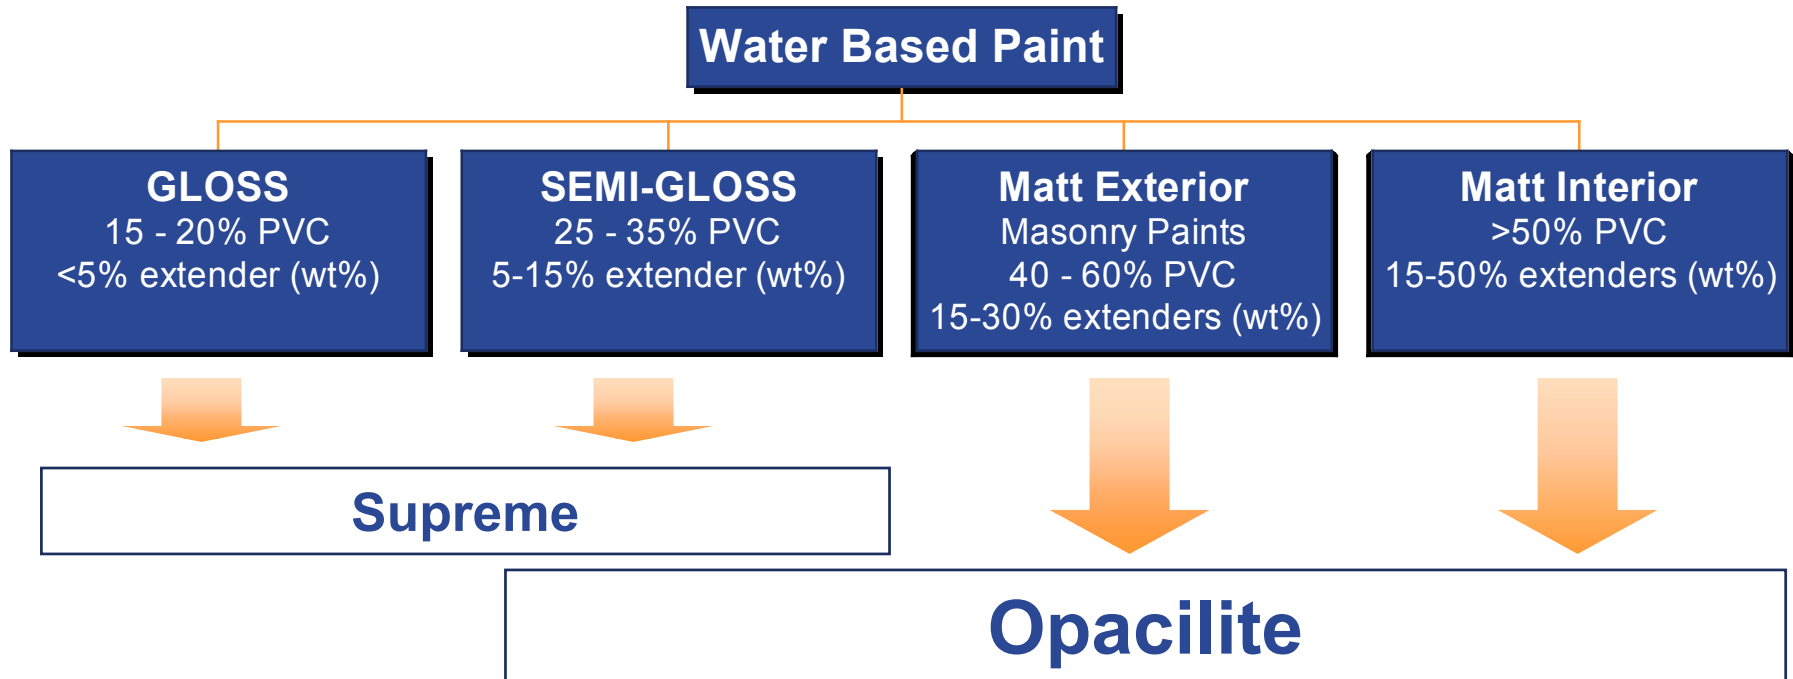 Water Based Paint
GLOSS
15 - 20% PVC
<5% extender (wt%)
SEMI-GLOSS
25 - 35% PVC
5-15% extender (wt%)
Matt Exterior
Masonry Paints
40 - 60% PVC
15-30% extenders (wt%)
Matt Interior
>50% PVC
15-50% extenders (wt%)
Supreme
Opacilite